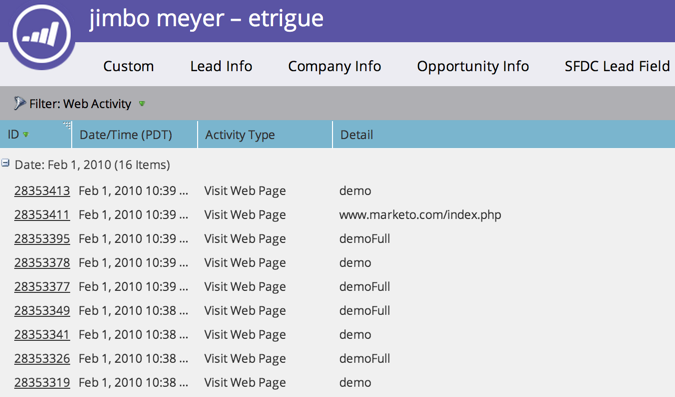 jimbo meyer – etrigue
Custom Lead Info Company Info Opportunity Info SFDC Lead Field
Filter: Web Activity
ID Date/Time (PDT) Activity Type Detail
Date: Feb 1, 2010 (16 Items)
28353413 Feb 1, 2010 10:39 ... Visit Web Page demo
28353411 Feb 1, 2010 10:39 ... Visit Web Page www.marketo.com/index.php
28353395 Feb 1, 2010 10:39 ... Visit Web Page demoFull
28353378 Feb 1, 2010 10:39 ... Visit Web Page demo
28353377 Feb 1, 2010 10:39 ... Visit Web Page demoFull
28353349 Feb 1, 2010 10:38 ... Visit Web Page demoFull
28353341 Feb 1, 2010 10:38 ... Visit Web Page demo
28353326 Feb 1, 2010 10:38 ... Visit Web Page demoFull
28353319 Feb 1, 2010 10:38 ... Visit Web Page demo